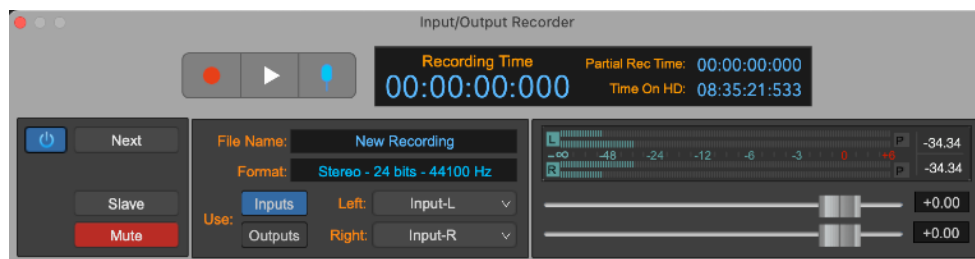 Input/Output Recorder
Recording Time
00:00:00:000
Partial Rec Time: 00:00:00:000
Time On HD: 08:35:21:533
Next
Slave
Mute
File Name: New Recording
Format: Stereo - 24 bits - 44100 Hz
Use:
Inputs
Outputs
Left: Input-L
Right: Input-R
L P -34.34
-∞ -48 -24 -12 -6 -3 0 +6
R P -34.34
+0.00
+0.00